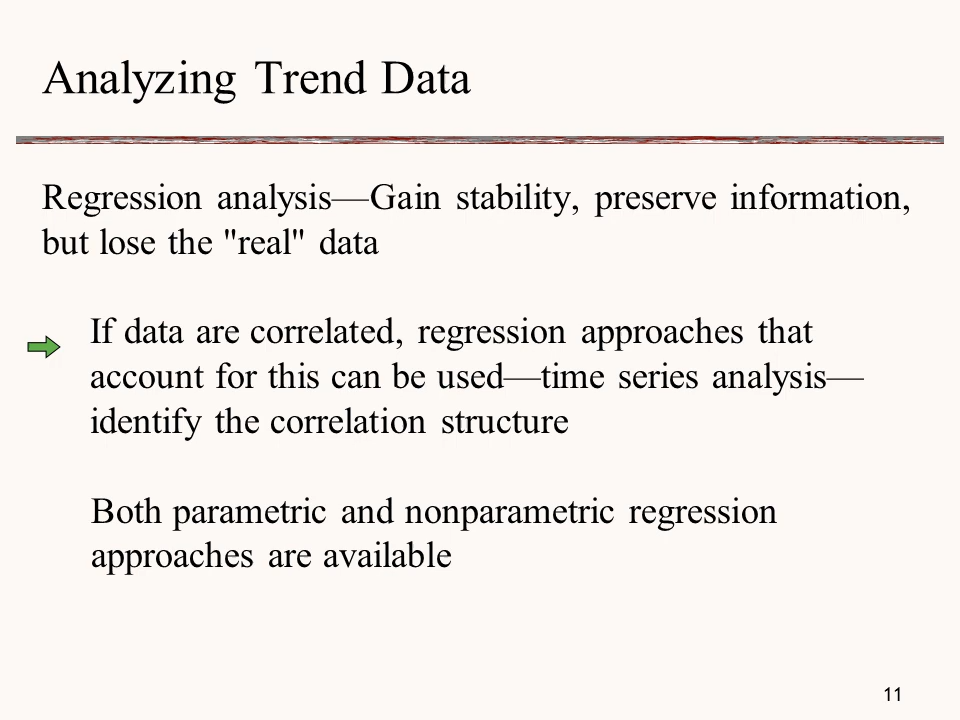 Analyzing Trend Data
Regression analysis—Gain stability, preserve information,
but lose the "real" data
If data are correlated, regression approaches that
account for this can be used—time series analysis—
identify the correlation structure
Both parametric and nonparametric regression
approaches are available
11